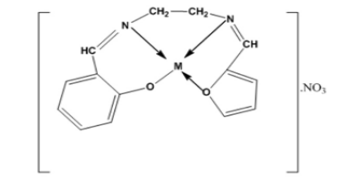 CH₂—CH₂
N N
HC CH
M
O O
.NO₃